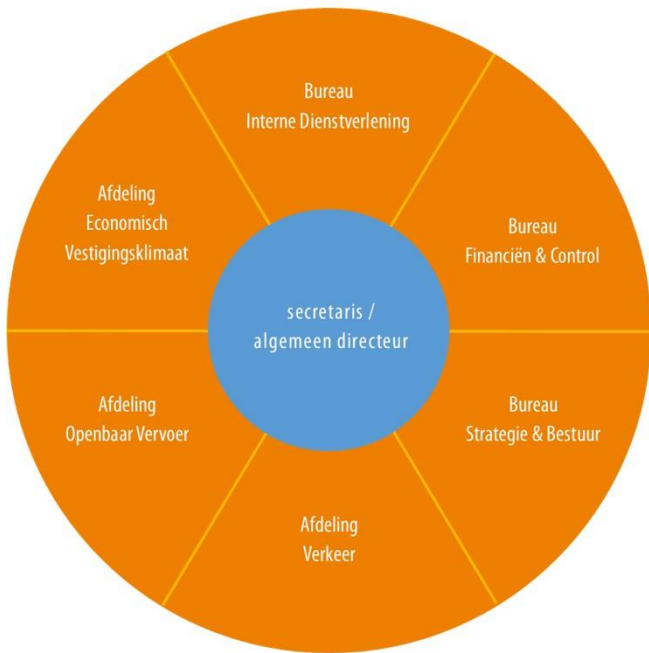 Bureau
Interne Dienstverlening
Bureau
Financiën & Control
Bureau
Strategie & Bestuur
Afdeling
Verkeer
Afdeling
Openbaar Vervoer
Afdeling
Economisch
Vestigingsklimaat
secretaris /
algemeen directeur